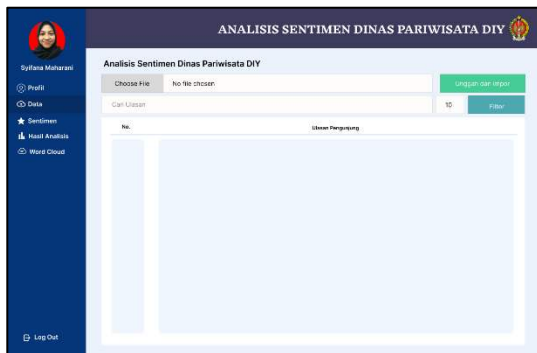 ANALISIS SENTIMEN DINAS PARIWISATA DIY
Syifana Maharani
Profil
Data
Sentimen
Hasil Analisis
Word Cloud
Log Out
Analisis Sentimen Dinas Pariwisata DIY
Choose File No file chosen
Unggah dan Impor
Cari Ulasan
10
Filter
No.
Ulasan Pengunjung